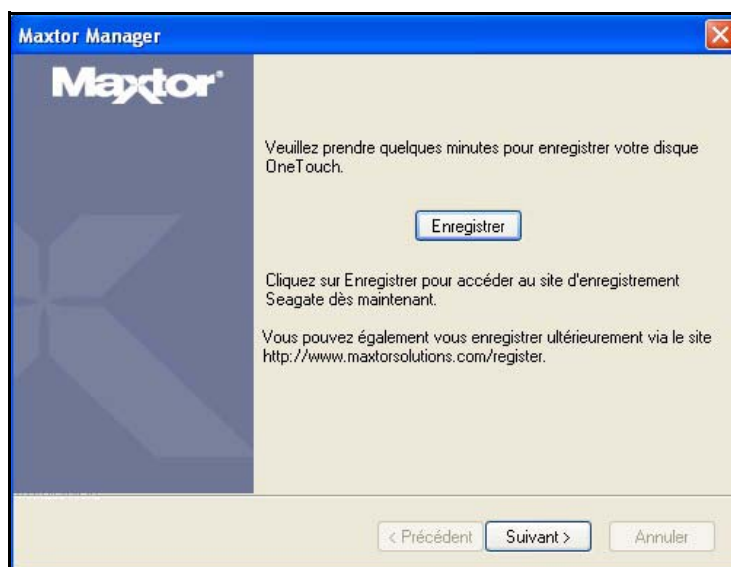 Maxtor Manager
Maxtor
Veuillez prendre quelques minutes pour enregistrer votre disque
OneTouch.
Enregistrer
Cliquez sur Enregistrer pour accéder au site d'enregistrement
Seagate dès maintenant.
Vous pouvez également vous enregistrer ultérieurement via le site
http://www.maxtorsolutions.com/register.
< Précédent
Suivant >
Annuler